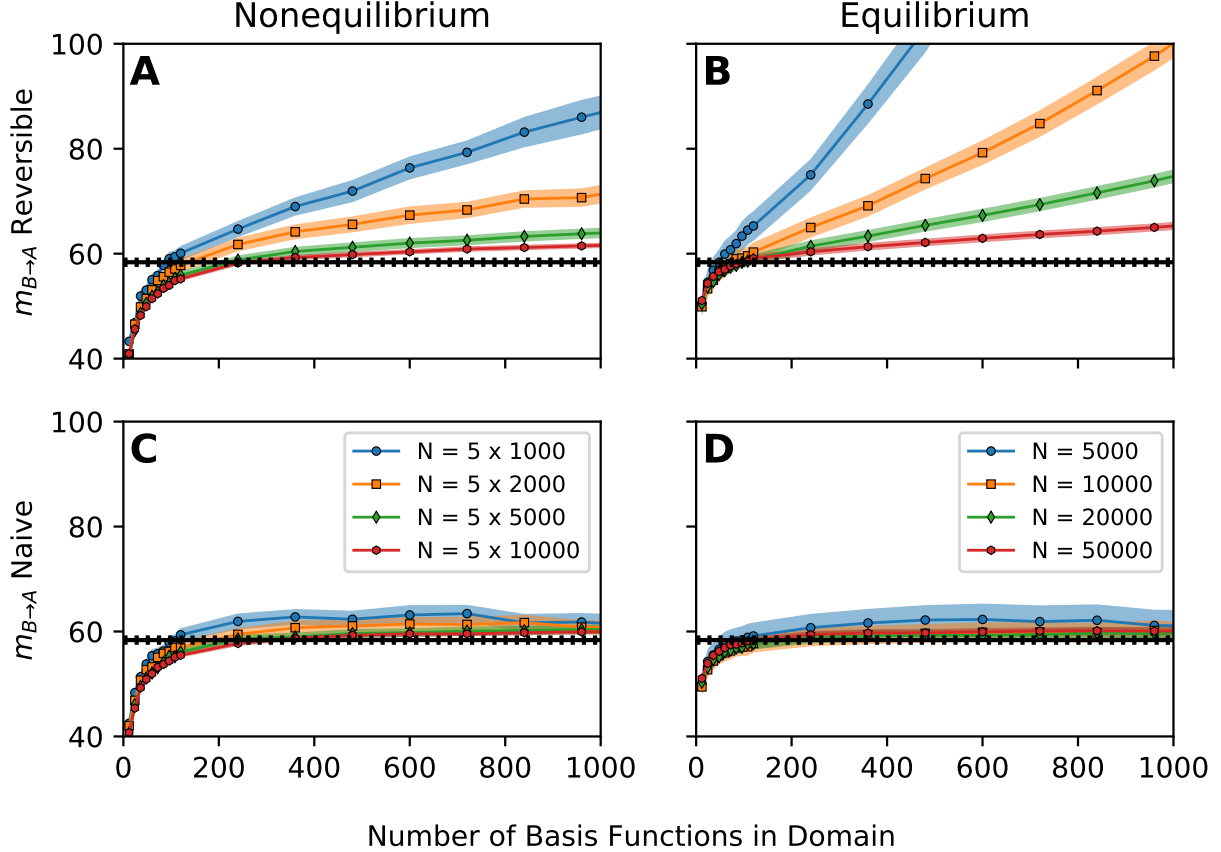 Nonequilibrium
Equilibrium
A
B
100
80
60
40
m_{B→A} Reversible
C
D
100
80
60
40
m_{B→A} Naive
N = 5 x 1000
N = 5 x 2000
N = 5 x 5000
N = 5 x 10000
N = 5000
N = 10000
N = 20000
N = 50000
0 200 400 600 800 1000
0 200 400 600 800 1000
Number of Basis Functions in Domain